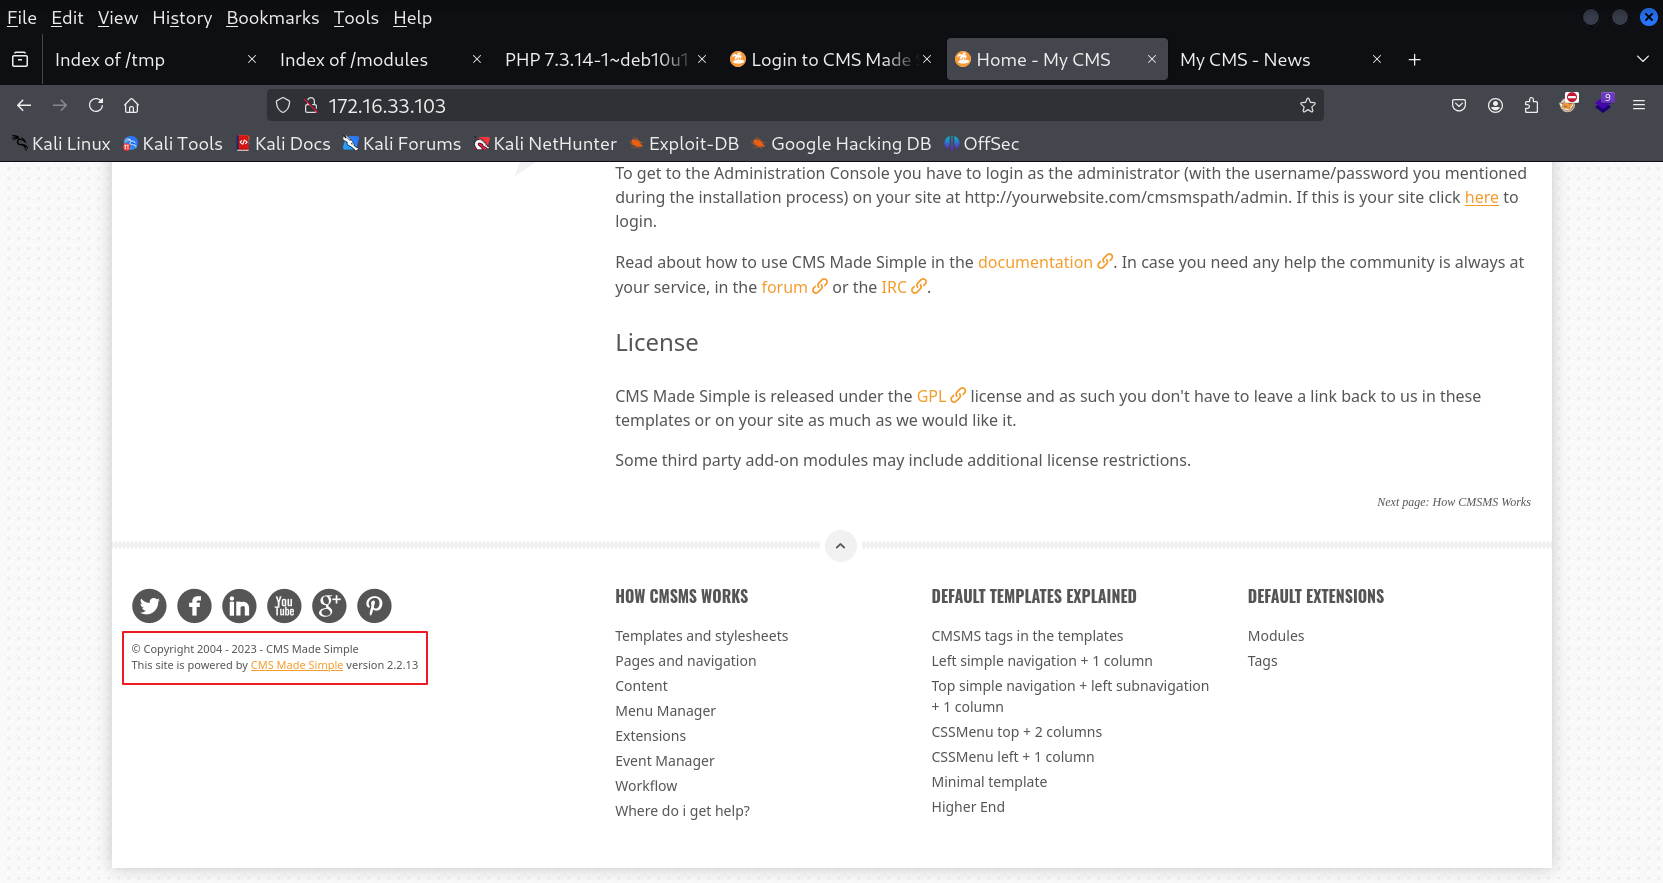 File Edit View History Bookmarks Tools Help
Index of /tmp
Index of /modules
PHP 7.3.14-1~deb10u1
Login to CMS Made
Home - My CMS
My CMS - News
172.16.33.103
9
Kali Linux Kali Tools Kali Docs Kali Forums Kali NetHunter Exploit-DB Google Hacking DB OffSec
To get to the Administration Console you have to login as the administrator (with the username/password you mentioned
during the installation process) on your site at http://yourwebsite.com/cmsmspath/admin. If this is your site click here to
login.
Read about how to use CMS Made Simple in the documentation. In case you need any help the community is always at
your service, in the forum or the IRC.
License
CMS Made Simple is released under the GPL license and as such you don't have to leave a link back to us in these
templates or on your site as much as we would like it.
Some third party add-on modules may include additional license restrictions.
Next page: How CMSMS Works
You
Tube
© Copyright 2004 - 2023 - CMS Made Simple
This site is powered by CMS Made Simple version 2.2.13
HOW CMSMS WORKS
Templates and stylesheets
Pages and navigation
Content
Menu Manager
Extensions
Event Manager
Workflow
Where do i get help?
DEFAULT TEMPLATES EXPLAINED
CMSMS tags in the templates
Left simple navigation + 1 column
Top simple navigation + left subnavigation
+ 1 column
CSSMenu top + 2 columns
CSSMenu left + 1 column
Minimal template
Higher End
DEFAULT EXTENSIONS
Modules
Tags